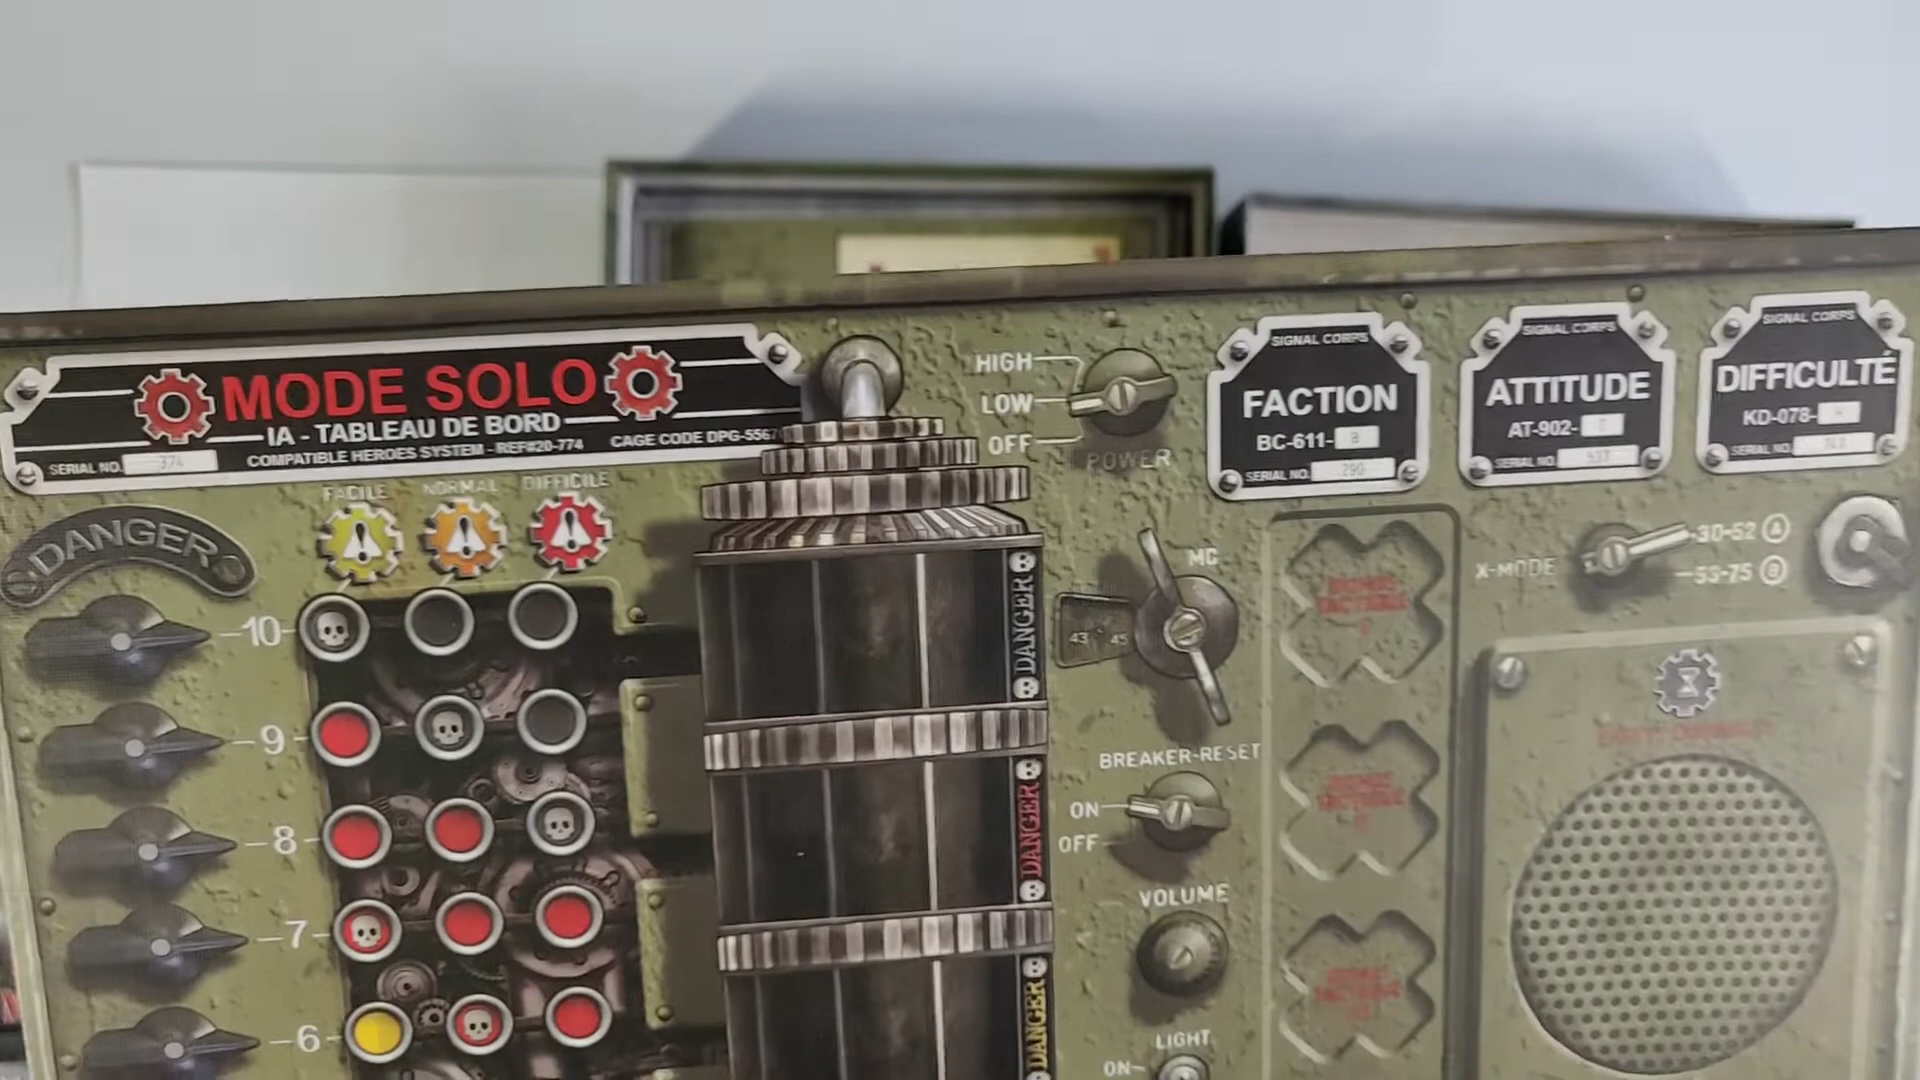 MODE SOLO
IA - TABLEAU DE BORD
COMPATIBLE HEROES SYSTEM - REF#20-774
CAGE CODE DPG-5567
SERIAL NO. 374
HIGH
LOW
OFF
POWER
SIGNAL CORPS
FACTION
BC-611-B
SERIAL NO. 290
SIGNAL CORPS
ATTITUDE
AT-902-
SERIAL NO. 537
SIGNAL CORPS
DIFFICULTÉ
KD-078-
SERIAL NO. 743
FACILE
NORMAL
DIFFICILE
DANGER
10
9
8
7
6
DANGER
DANGER
DANGER
MC
43 45
X-MODE
30-52 A
53-75 B
BREAKER-RESET
ON
OFF
VOLUME
LIGHT
ON